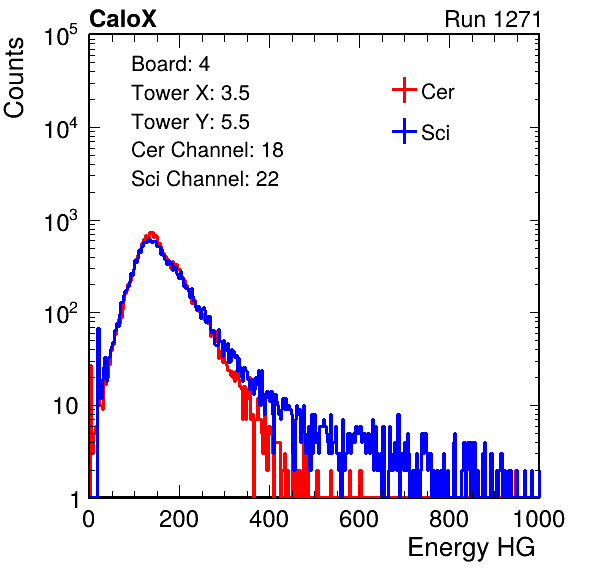 CaloX Run 1271
Counts
Board: 4
Tower X: 3.5
Tower Y: 5.5
Cer Channel: 18
Sci Channel: 22
Cer
Sci
10^5
10^4
10^3
10^2
10
1
0 200 400 600 800 1000
Energy HG